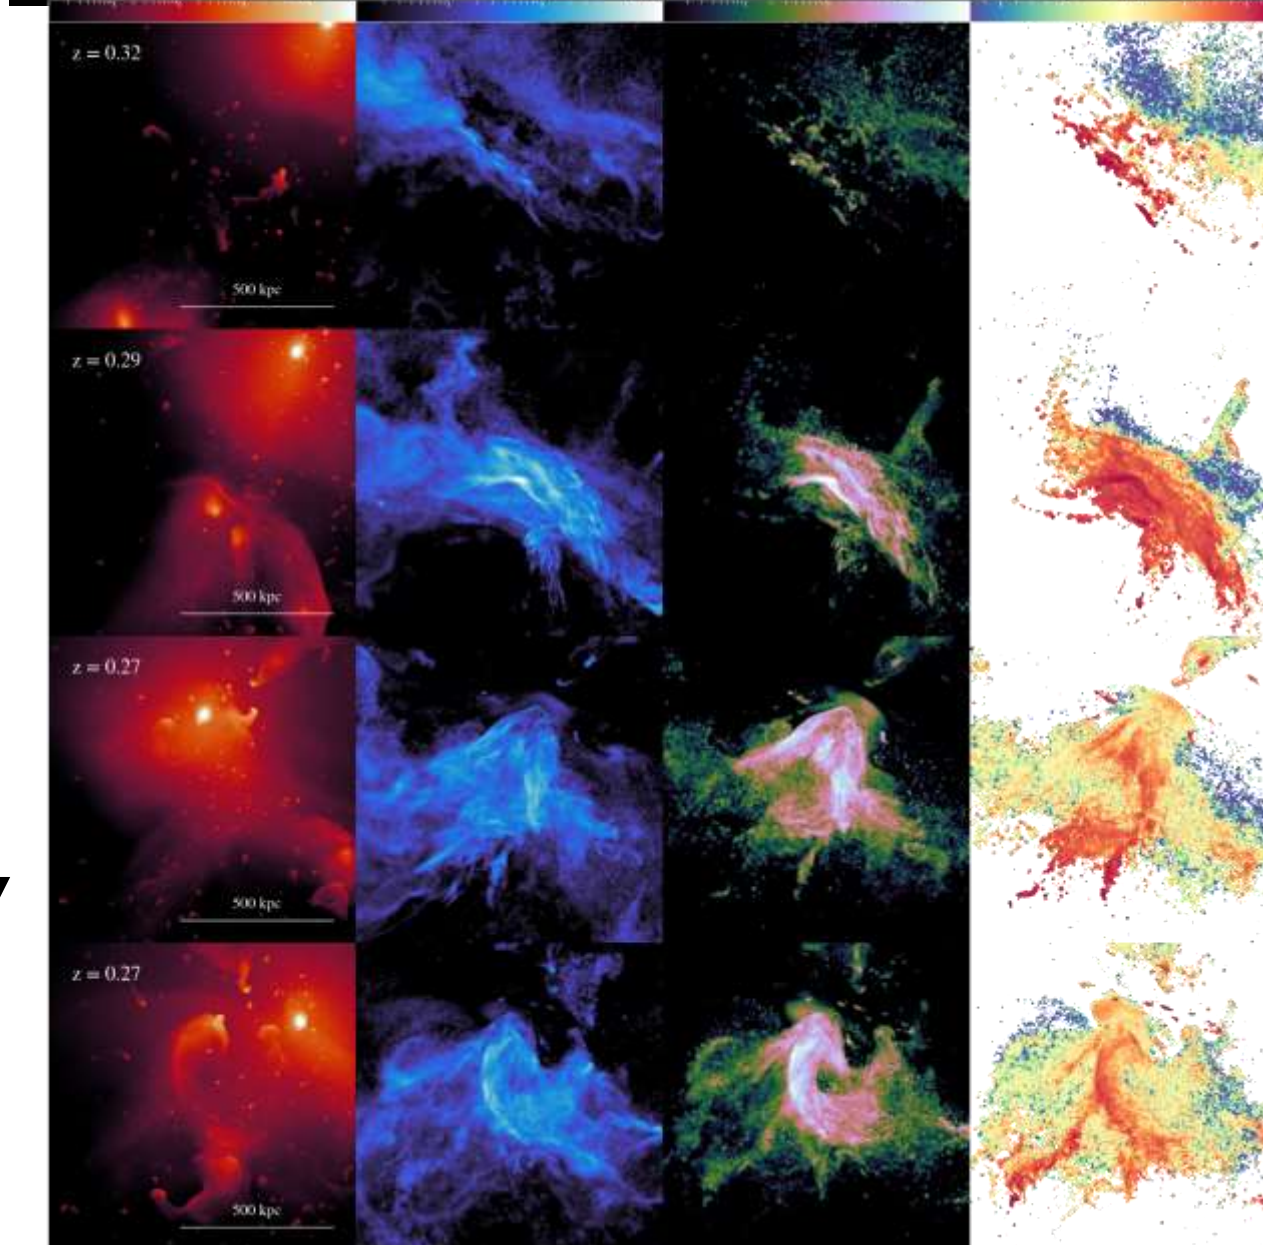 z = 0.32
500 kpc
z = 0.29
500 kpc
z = 0.27
500 kpc
z = 0.27
500 kpc